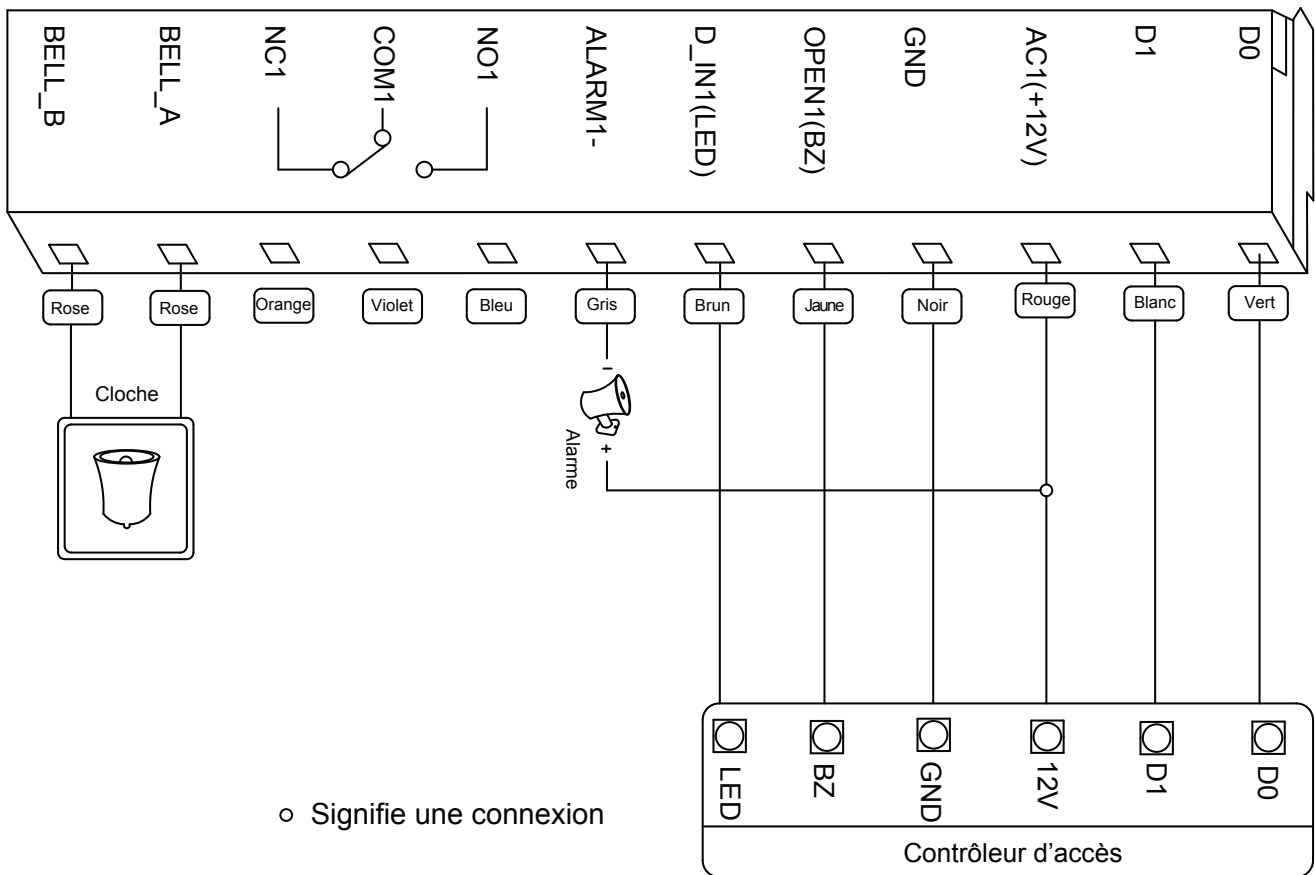 BELL_B
BELL_A
NC1
COM1
NO1
ALARM1-
D_IN1(LED)
OPEN1(BZ)
GND
AC1(+12V)
D1
D0
Rose
Rose
Orange
Violet
Bleu
Gris
Brun
Jaune
Noir
Rouge
Blanc
Vert
Cloche
-
+
Alarme
LED
BZ
GND
12V
D1
D0
Signifie une connexion
Contrôleur d'accès